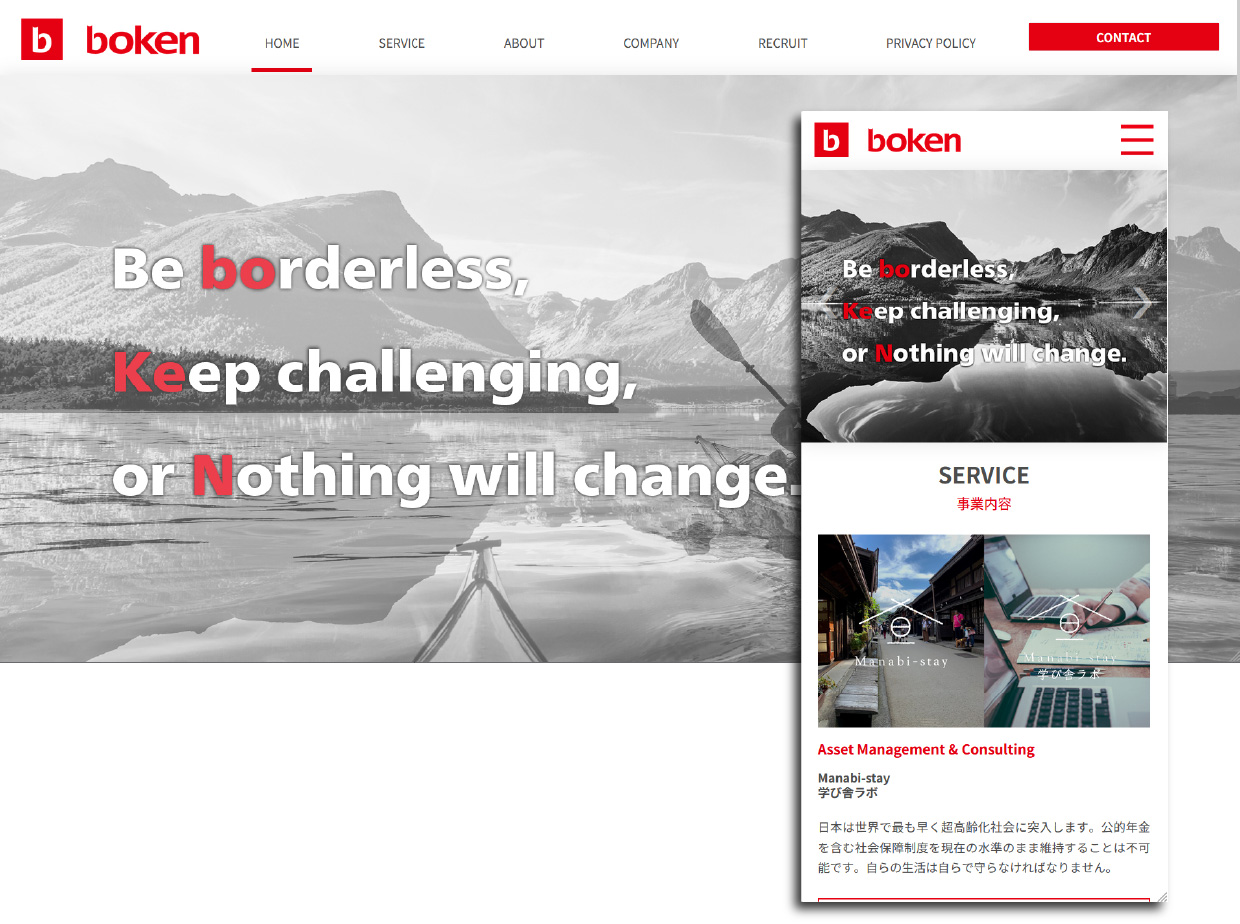 b boken
HOME SERVICE ABOUT COMPANY RECRUIT PRIVACY POLICY CONTACT
Be borderless,
Keep challenging,
or Nothing will change.
b boken
Be borderless,
Keep challenging,
or Nothing will change.
SERVICE
事業内容
Manabi-stay
Manabi-stay
学び舎ラボ
Asset Management & Consulting
Manabi-stay
学び舎ラボ
日本は世界で最も早く超高齢化社会に突入します。公的年金
を含む社会保障制度を現在の水準のまま維持することは不可
能です。自らの生活は自らで守らなければなりません。